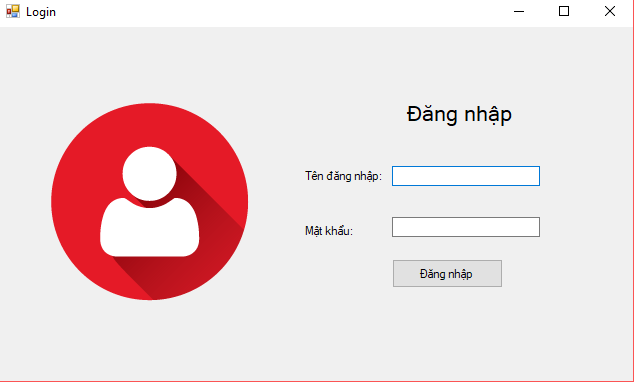 Login
Đăng nhập
Tên đăng nhập:
Mật khẩu:
Đăng nhập